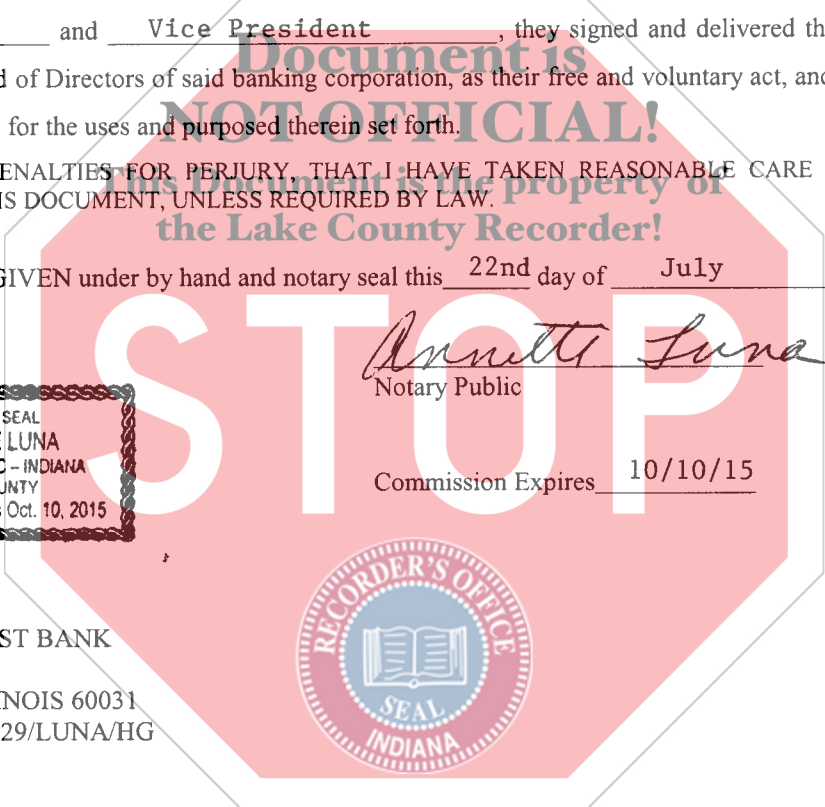 and Vice President , they signed and delivered th
d of Directors of said banking corporation, as their free and voluntary act, and
for the uses and purposed therein set forth.
ENALTIES FOR PERJURY, THAT I HAVE TAKEN REASONABLE CARE
IS DOCUMENT, UNLESS REQUIRED BY LAW.
Document is
NOT OFFICIAL!
This Document is the property of
the Lake County Recorder!
GIVEN under by hand and notary seal this 22nd day of July
STOP
Annette Luna
Notary Public
SEAL
LUNA
C - INDIANA
UNTY
s Oct. 10, 2015
Commission Expires 10/10/15
RECORDER'S OFFICE
SEAL
INDIANA
ST BANK
NOIS 60031
29/LUNA/HG